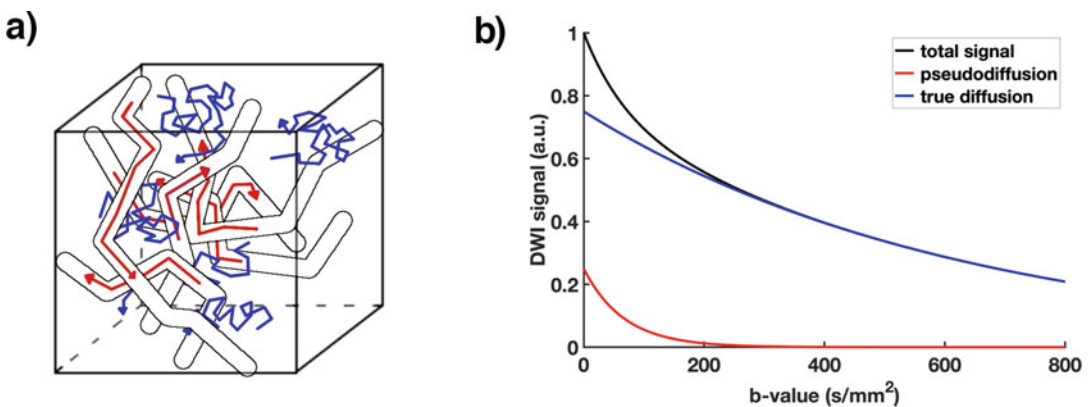 a)
b)
total signal
pseudodiffusion
true diffusion
DWI signal (a.u.)
1
0.8
0.6
0.4
0.2
0
0
200
400
600
800
b-value (s/mm²)